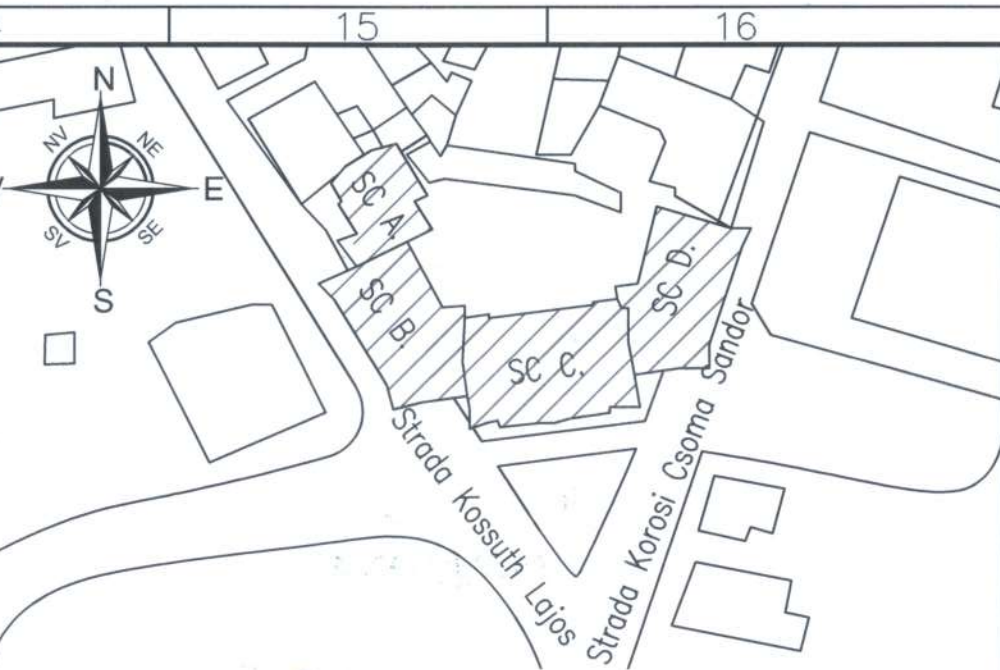 15
16
N
NV
NE
E
SV
SE
S
SC A.
SC B.
SC C.
SC D.
Strada Kossuth Lajos
Strada Korosi Csoma Sandor